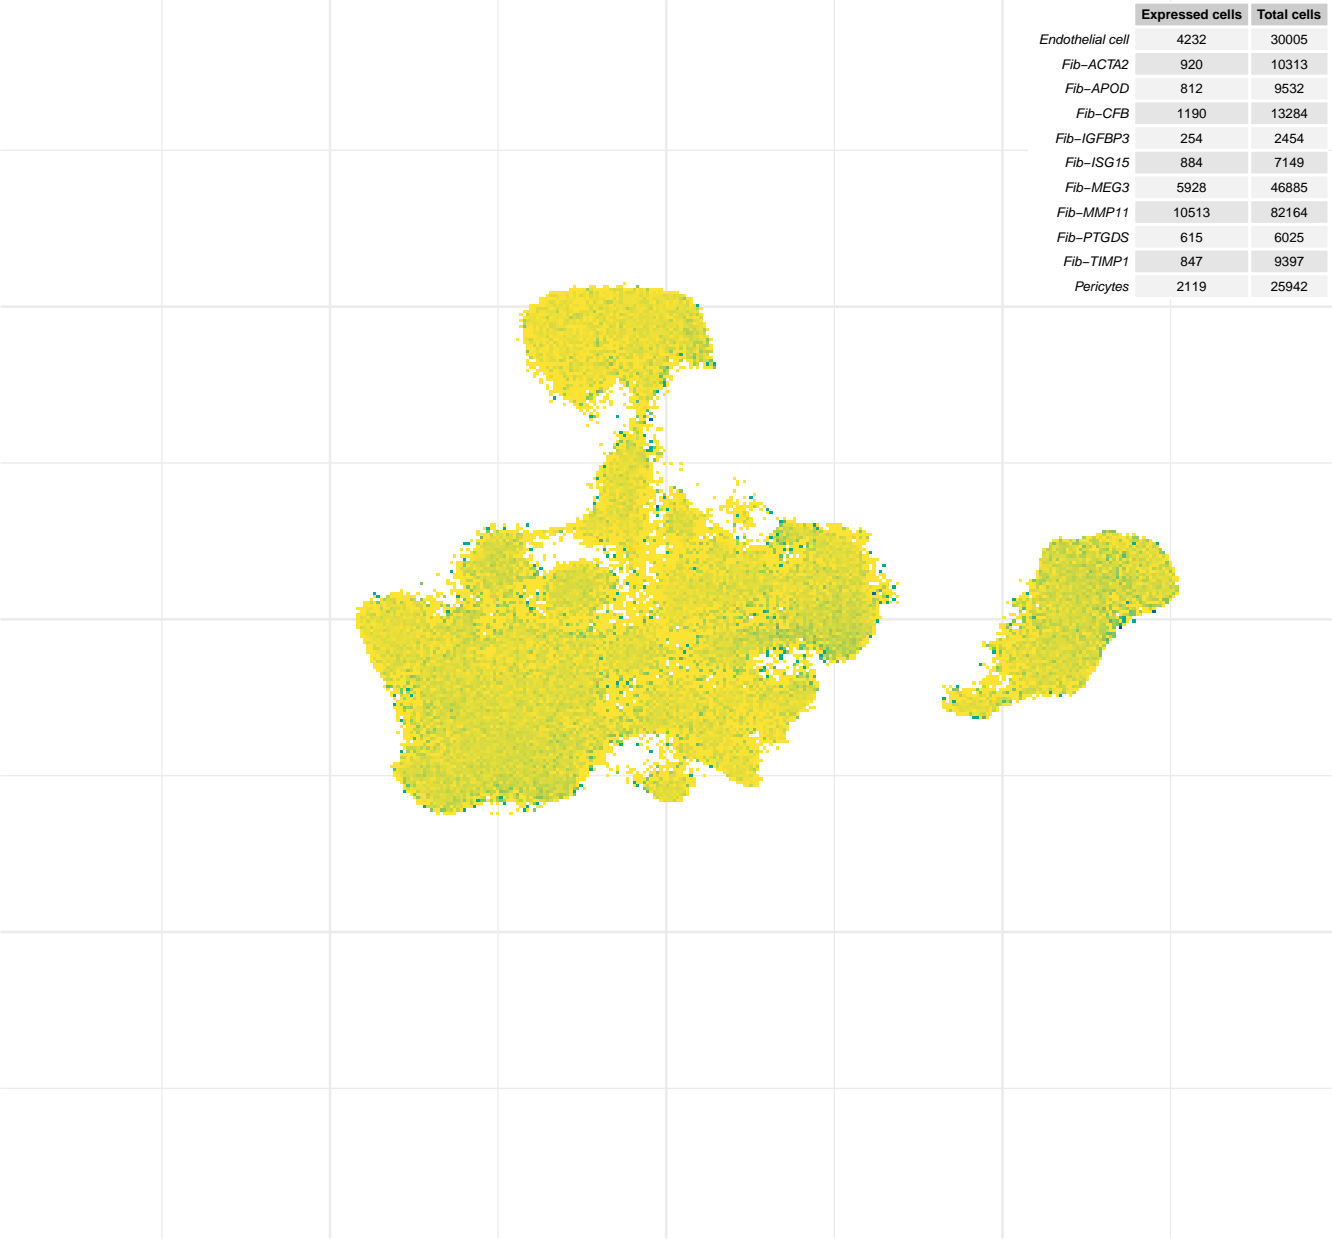 Expressed cells Total cells
Endothelial cell 4232 30005
Fib−ACTA2 920 10313
Fib−APOD 812 9532
Fib−CFB 1190 13284
Fib−IGFBP3 254 2454
Fib−ISG15 884 7149
Fib−MEG3 5928 46885
Fib−MMP11 10513 82164
Fib−PTGDS 615 6025
Fib−TIMP1 847 9397
Pericytes 2119 25942